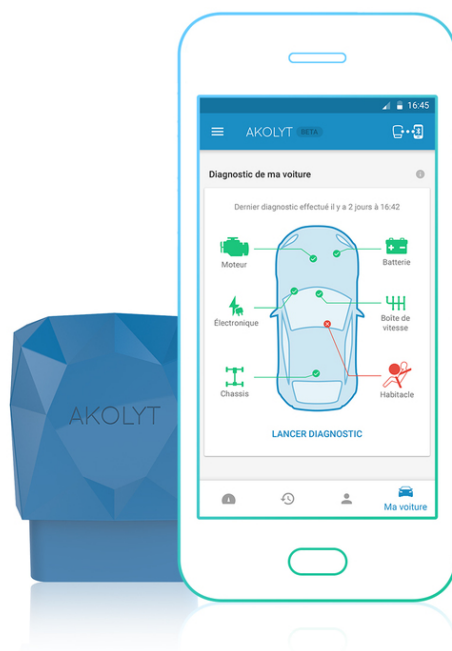 16:45
AKOLYT BETA
Diagnostic de ma voiture
Dernier diagnostic effectué il y a 2 jours à 16:42
Moteur
Batterie
Électronique
Boîte de
vitesse
Chassis
Habitacle
LANCER DIAGNOSTIC
Ma voiture
AKOLYT